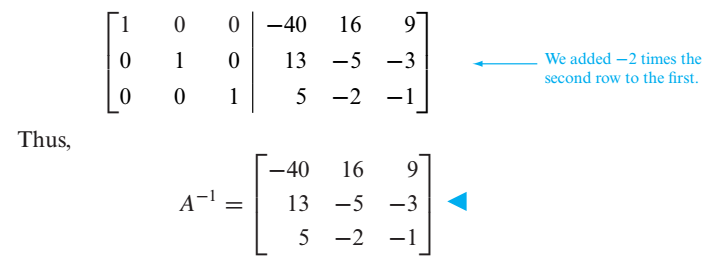 1 0 0 | −40 16 9
0 1 0 | 13 −5 −3 We added −2 times the
second row to the first.
0 0 1 | 5 −2 −1
Thus,
−40 16 9
A⁻¹ = 13 −5 −3
5 −2 −1